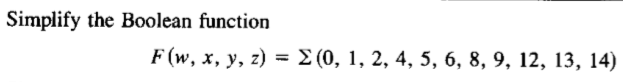 Simplify the Boolean function
F (w, x, y, z) = Σ (0, 1, 2, 4, 5, 6, 8, 9, 12, 13, 14)